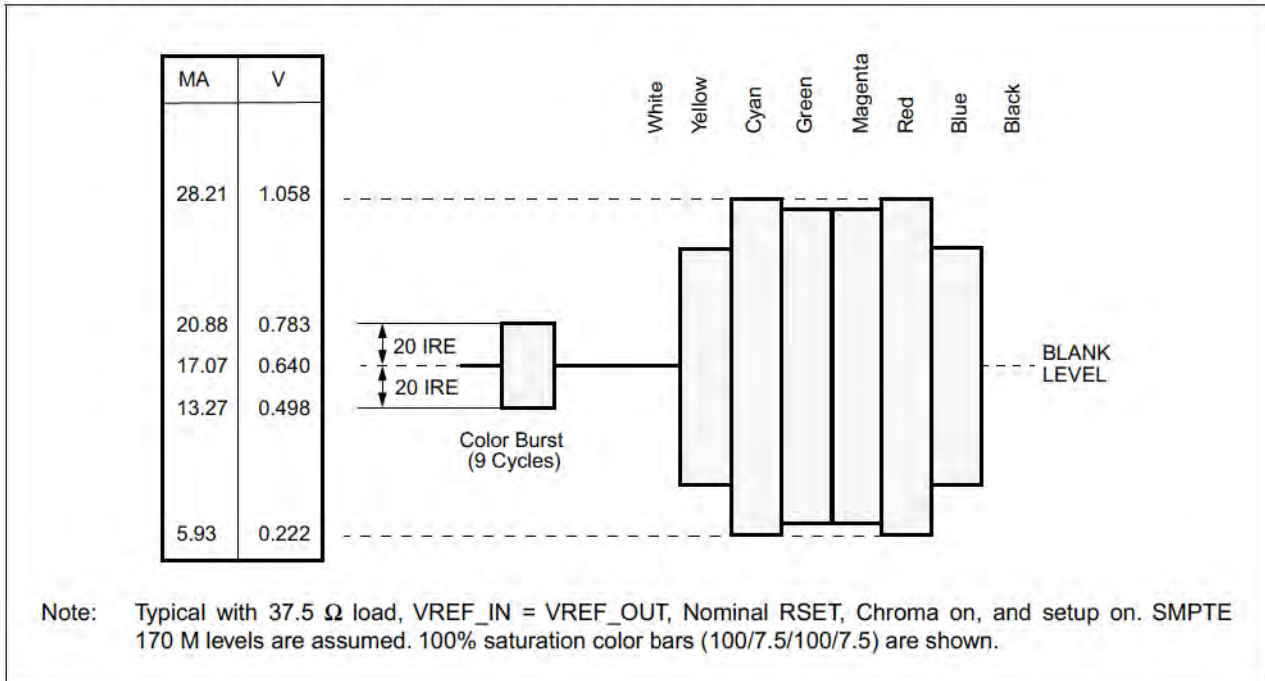 MA V
White
Yellow
Cyan
Green
Magenta
Red
Blue
Black
28.21 1.058
20.88 0.783
20 IRE
17.07 0.640
BLANK
LEVEL
20 IRE
13.27 0.498
Color Burst
(9 Cycles)
5.93 0.222
Note: Typical with 37.5 Ω load, VREF_IN = VREF_OUT, Nominal RSET, Chroma on, and setup on. SMPTE
170 M levels are assumed. 100% saturation color bars (100/7.5/100/7.5) are shown.